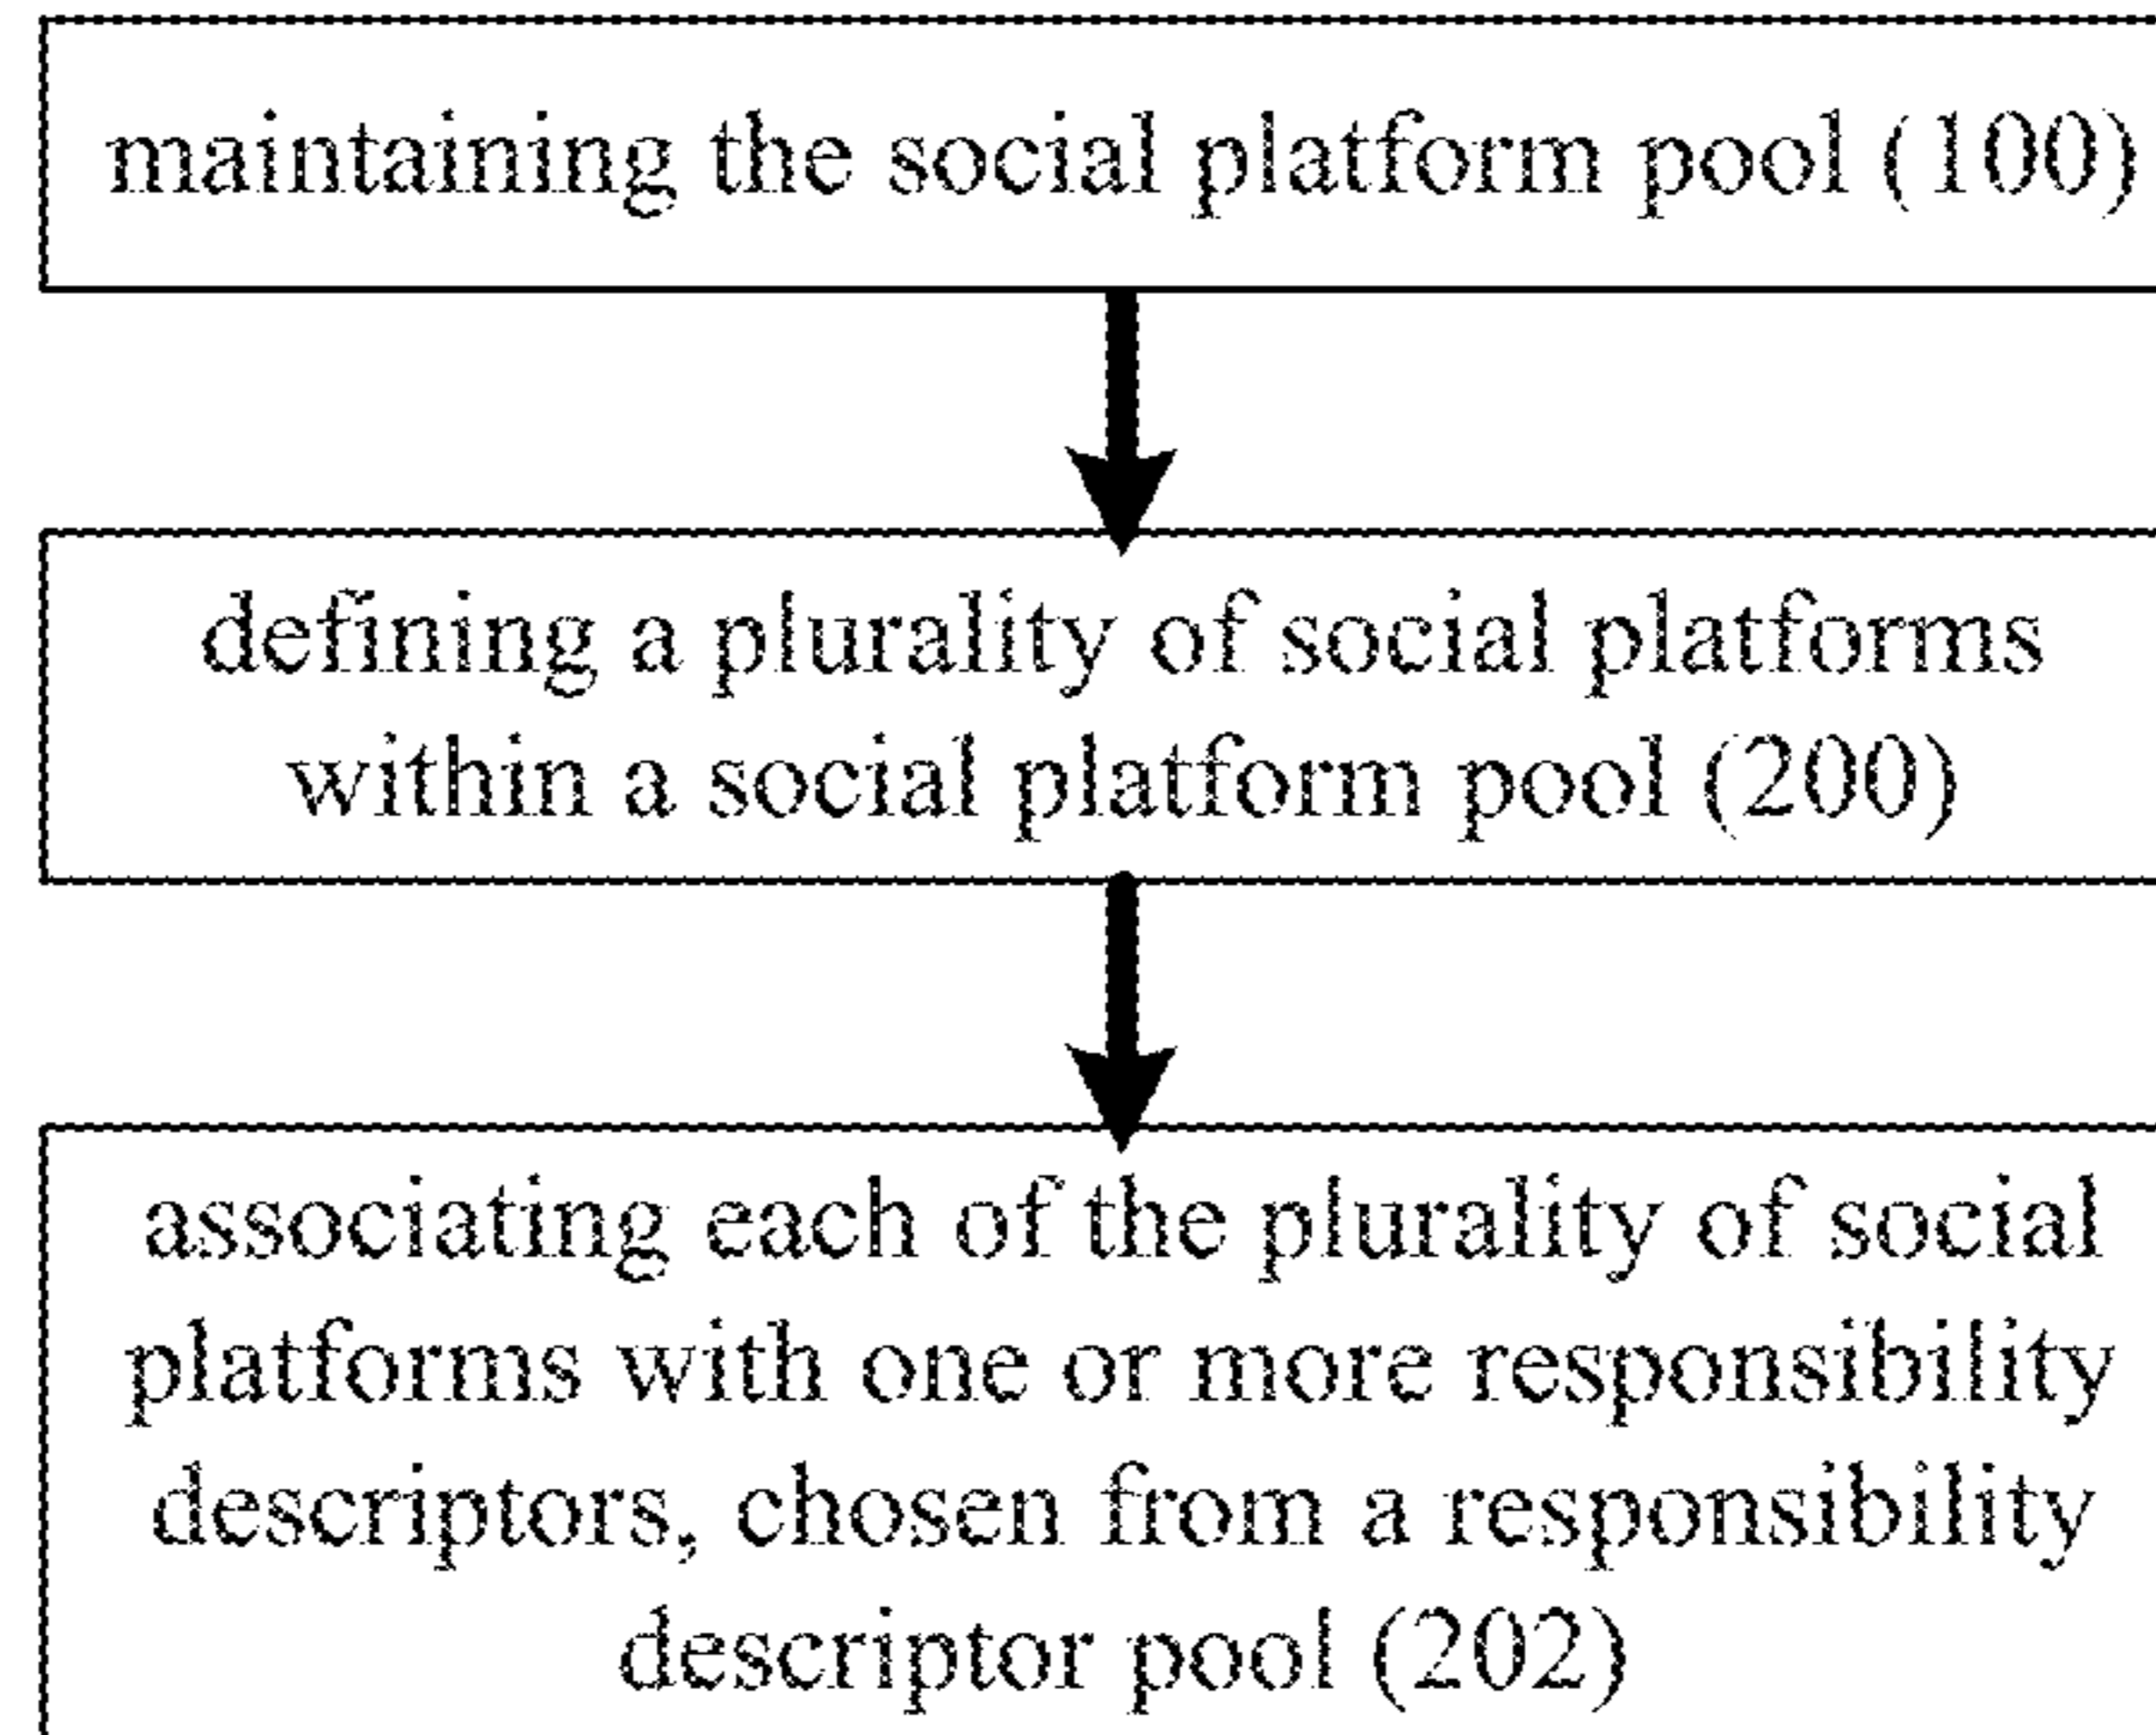 maintaining the social platform pool (100)
defining a plurality of social platforms
within a social platform pool (200)
associating each of the plurality of social
platforms with one or more responsibility
descriptors, chosen from a responsibility
descriptor pool (202)